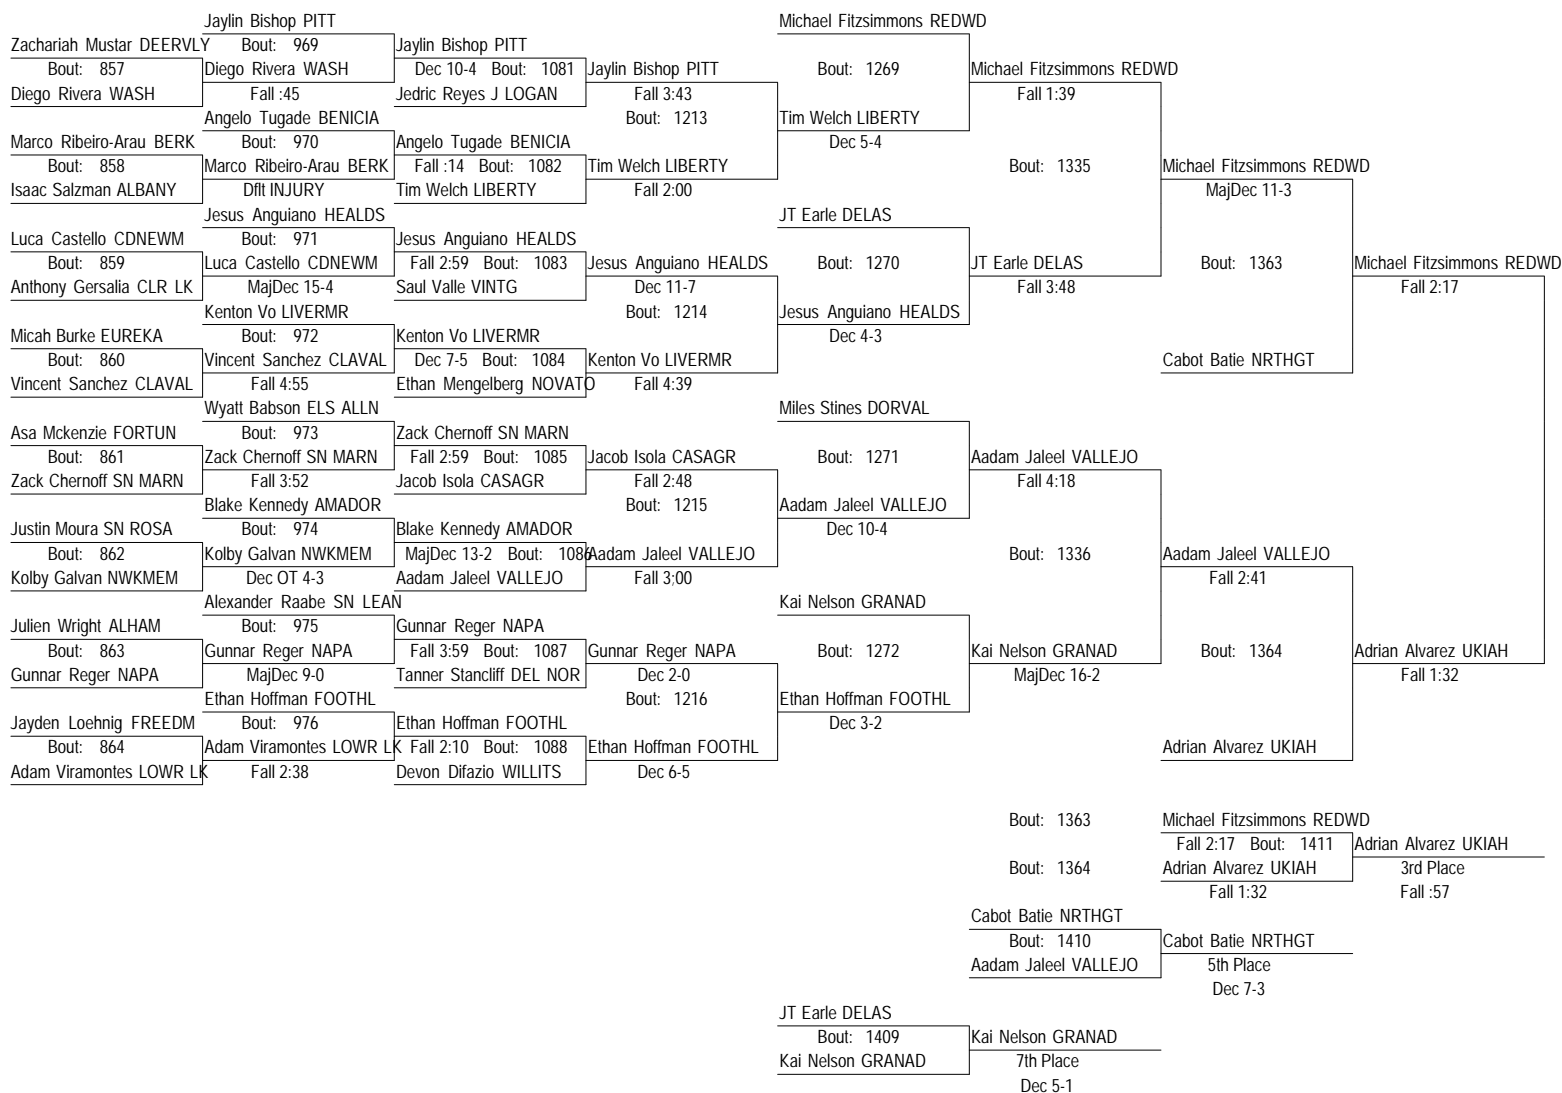 Jaylin Bishop PITT Michael Fitzsimmons REDWD
Zachariah Mustar DEERVLY Bout: 969 Jaylin Bishop PITT
Bout: 857 Diego Rivera WASH Dec 10-4 Bout: 1081 Jaylin Bishop PITT Bout: 1269 Michael Fitzsimmons REDWD
Diego Rivera WASH Fall :45 Jedric Reyes J LOGAN Fall 3:43 Fall 1:39
Angelo Tugade BENICIA Bout: 1213 Tim Welch LIBERTY
Marco Ribeiro-Arau BERK Bout: 970 Angelo Tugade BENICIA Dec 5-4
Bout: 858 Marco Ribeiro-Arau BERK Fall :14 Bout: 1082 Tim Welch LIBERTY Bout: 1335 Michael Fitzsimmons REDWD
Isaac Salzman ALBANY Dflt INJURY Tim Welch LIBERTY Fall 2:00 MajDec 11-3
Jesus Anguiano HEALDS JT Earle DELAS
Luca Castello CDNEWM Bout: 971 Jesus Anguiano HEALDS
Bout: 859 Luca Castello CDNEWM Fall 2:59 Bout: 1083 Jesus Anguiano HEALDS Bout: 1270 JT Earle DELAS Bout: 1363 Michael Fitzsimmons REDWD
Anthony Gersalia CLR LK MajDec 15-4 Saul Valle VINTG Dec 11-7 Fall 3:48 Fall 2:17
Kenton Vo LIVERMR Bout: 1214 Jesus Anguiano HEALDS
Micah Burke EUREKA Bout: 972 Kenton Vo LIVERMR Dec 4-3
Bout: 860 Vincent Sanchez CLAVAL Dec 7-5 Bout: 1084 Kenton Vo LIVERMR Cabot Batie NRTHGT
Vincent Sanchez CLAVAL Fall 4:55 Ethan Mengelberg NOVATO Fall 4:39
Wyatt Babson ELS ALLN Miles Stines DORVAL
Asa Mckenzie FORTUN Bout: 973 Zack Chernoff SN MARN
Bout: 861 Zack Chernoff SN MARN Fall 2:59 Bout: 1085 Jacob Isola CASAGR Bout: 1271 Aadam Jaleel VALLEJO
Zack Chernoff SN MARN Fall 3:52 Jacob Isola CASAGR Fall 2:48 Fall 4:18
Blake Kennedy AMADOR Bout: 1215 Aadam Jaleel VALLEJO
Justin Moura SN ROSA Bout: 974 Blake Kennedy AMADOR Dec 10-4
Bout: 862 Kolby Galvan NWKMEM MajDec 13-2 Bout: 1086 Aadam Jaleel VALLEJO Bout: 1336 Aadam Jaleel VALLEJO
Kolby Galvan NWKMEM Dec OT 4-3 Aadam Jaleel VALLEJO Fall 3;00 Fall 2:41
Alexander Raabe SN LEAN Kai Nelson GRANAD
Julien Wright ALHAM Bout: 975 Gunnar Reger NAPA
Bout: 863 Gunnar Reger NAPA Fall 3:59 Bout: 1087 Gunnar Reger NAPA Bout: 1272 Kai Nelson GRANAD Bout: 1364 Adrian Alvarez UKIAH
Gunnar Reger NAPA MajDec 9-0 Tanner Stancliff DEL NOR Dec 2-0 MajDec 16-2 Fall 1:32
Ethan Hoffman FOOTHL Bout: 1216 Ethan Hoffman FOOTHL
Jayden Loehnig FREEDM Bout: 976 Ethan Hoffman FOOTHL Dec 3-2
Bout: 864 Adam Viramontes LOWR LK Fall 2:10 Bout: 1088 Ethan Hoffman FOOTHL Adrian Alvarez UKIAH
Adam Viramontes LOWR LK Fall 2:38 Devon Difazio WILLITS Dec 6-5
Bout: 1363 Michael Fitzsimmons REDWD
Fall 2:17 Bout: 1411 Adrian Alvarez UKIAH
Bout: 1364 Adrian Alvarez UKIAH 3rd Place
Fall 1:32 Fall :57
Cabot Batie NRTHGT
Bout: 1410 Cabot Batie NRTHGT
Aadam Jaleel VALLEJO 5th Place
Dec 7-3
JT Earle DELAS
Bout: 1409 Kai Nelson GRANAD
Kai Nelson GRANAD 7th Place
Dec 5-1